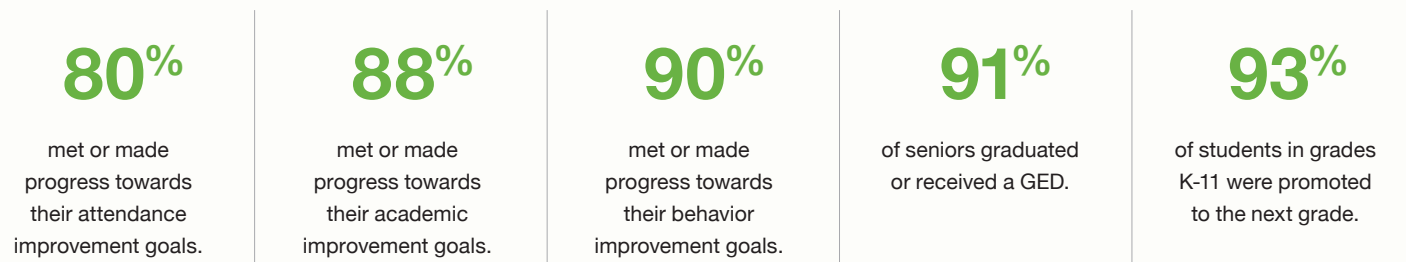 80%
met or made
progress towards
their attendance
improvement goals.
88%
met or made
progress towards
their academic
improvement goals.
90%
met or made
progress towards
their behavior
improvement goals.
91%
of seniors graduated
or received a GED.
93%
of students in grades
K-11 were promoted
to the next grade.